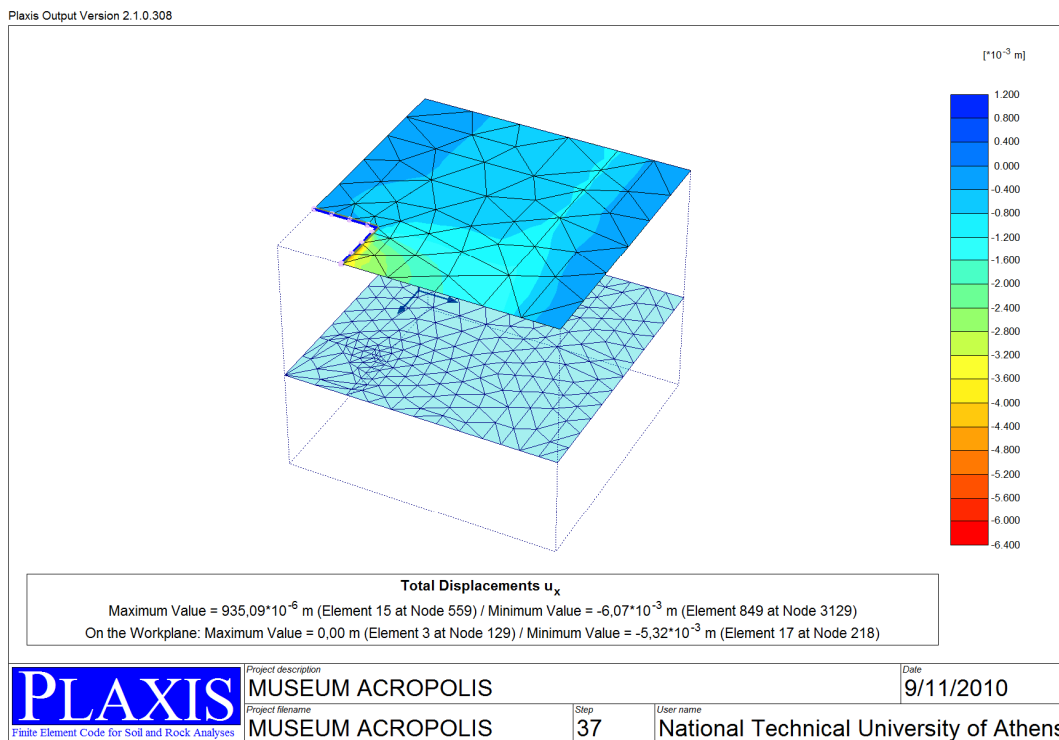 Plaxis Output Version 2.1.0.308
[*10-3 m]
1.200
0.800
0.400
0.000
-0.400
-0.800
-1.200
-1.600
-2.000
-2.400
-2.800
-3.200
-3.600
-4.000
-4.400
-4.800
-5.200
-5.600
-6.000
-6.400
Total Displacements ux
Maximum Value = 935,09*10-6 m (Element 15 at Node 559) / Minimum Value = -6,07*10-3 m (Element 849 at Node 3129)
On the Workplane: Maximum Value = 0,00 m (Element 3 at Node 129) / Minimum Value = -5,32*10-3 m (Element 17 at Node 218)
PLAXIS
Finite Element Code for Soil and Rock Analyses
Project description
MUSEUM ACROPOLIS
Date
9/11/2010
Project filename
MUSEUM ACROPOLIS
Step
37
User name
National Technical University of Athens